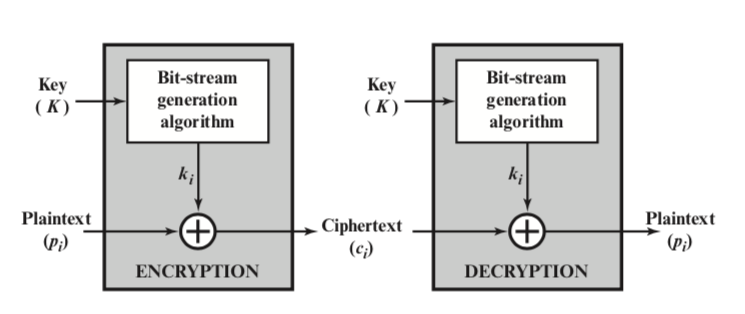 Key
(K)
Bit-stream
generation
algorithm
k_i
Plaintext
(p_i)
+
ENCRYPTION
Ciphertext
(c_i)
Key
(K)
Bit-stream
generation
algorithm
k_i
+
DECRYPTION
Plaintext
(p_i)